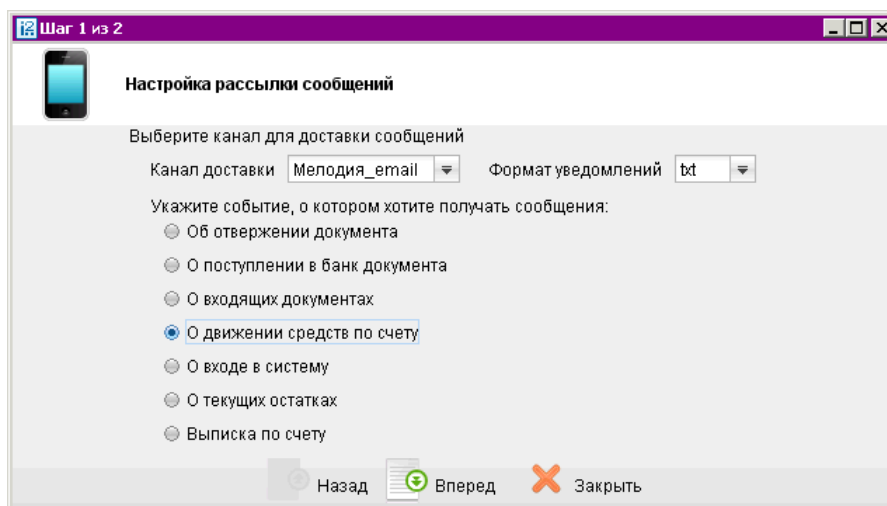 Шаг 1 из 2
Настройка рассылки сообщений
Выберите канал для доставки сообщений
Канал доставки Мелодия_email Формат уведомлений txt
Укажите событие, о котором хотите получать сообщения:
Об отвержении документа
О поступлении в банк документа
О входящих документах
О движении средств по счету
О входе в систему
О текущих остатках
Выписка по счету
Назад Вперед Закрыть